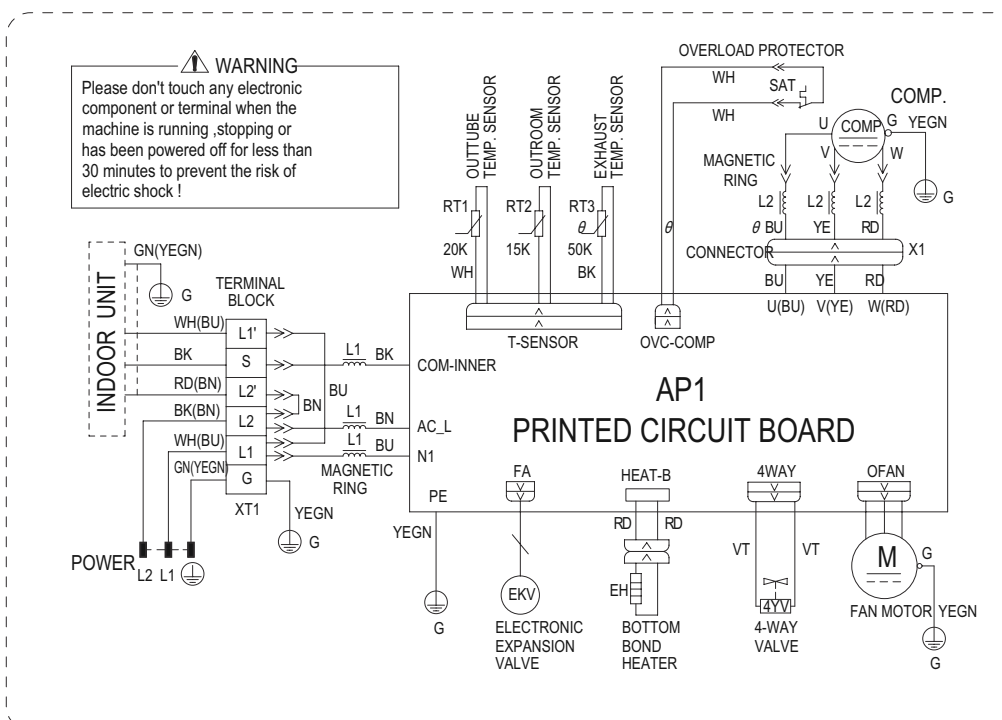 WARNING
Please don't touch any electronic
component or terminal when the
machine is running ,stopping or
has been powered off for less than
30 minutes to prevent the risk of
electric shock !
OUTTUBE
TEMP. SENSOR
OUTROOM
TEMP. SENSOR
EXHAUST
TEMP. SENSOR
RT1
RT2
RT3
θ
20K
15K
50K
WH
BK
T-SENSOR
OVERLOAD PROTECTOR
WH
SAT
WH
θ
OVC-COMP
COMP.
U
COMP
G
YEGN
V
W
G
MAGNETIC
RING
L2
L2
L2
θ
BU
YE
RD
CONNECTOR
X1
BU
YE
RD
U(BU)
V(YE)
W(RD)
INDOOR UNIT
GN(YEGN)
G
TERMINAL
BLOCK
WH(BU)
L1'
BK
S
L1
BK
COM-INNER
RD(BN)
L2'
BN
BU
BK(BN)
L2
L1
BN
AC_L
WH(BU)
L1
L1
BU
N1
GN(YEGN)
G
MAGNETIC
RING
XT1
YEGN
G
POWER
L2
L1
AP1
PRINTED CIRCUIT BOARD
PE
YEGN
G
FA
EKV
ELECTRONIC
EXPANSION
VALVE
HEAT-B
RD
RD
EH
BOTTOM
BOND
HEATER
4WAY
VT
VT
4YV
4-WAY
VALVE
OFAN
M
G
FAN MOTOR
YEGN
G